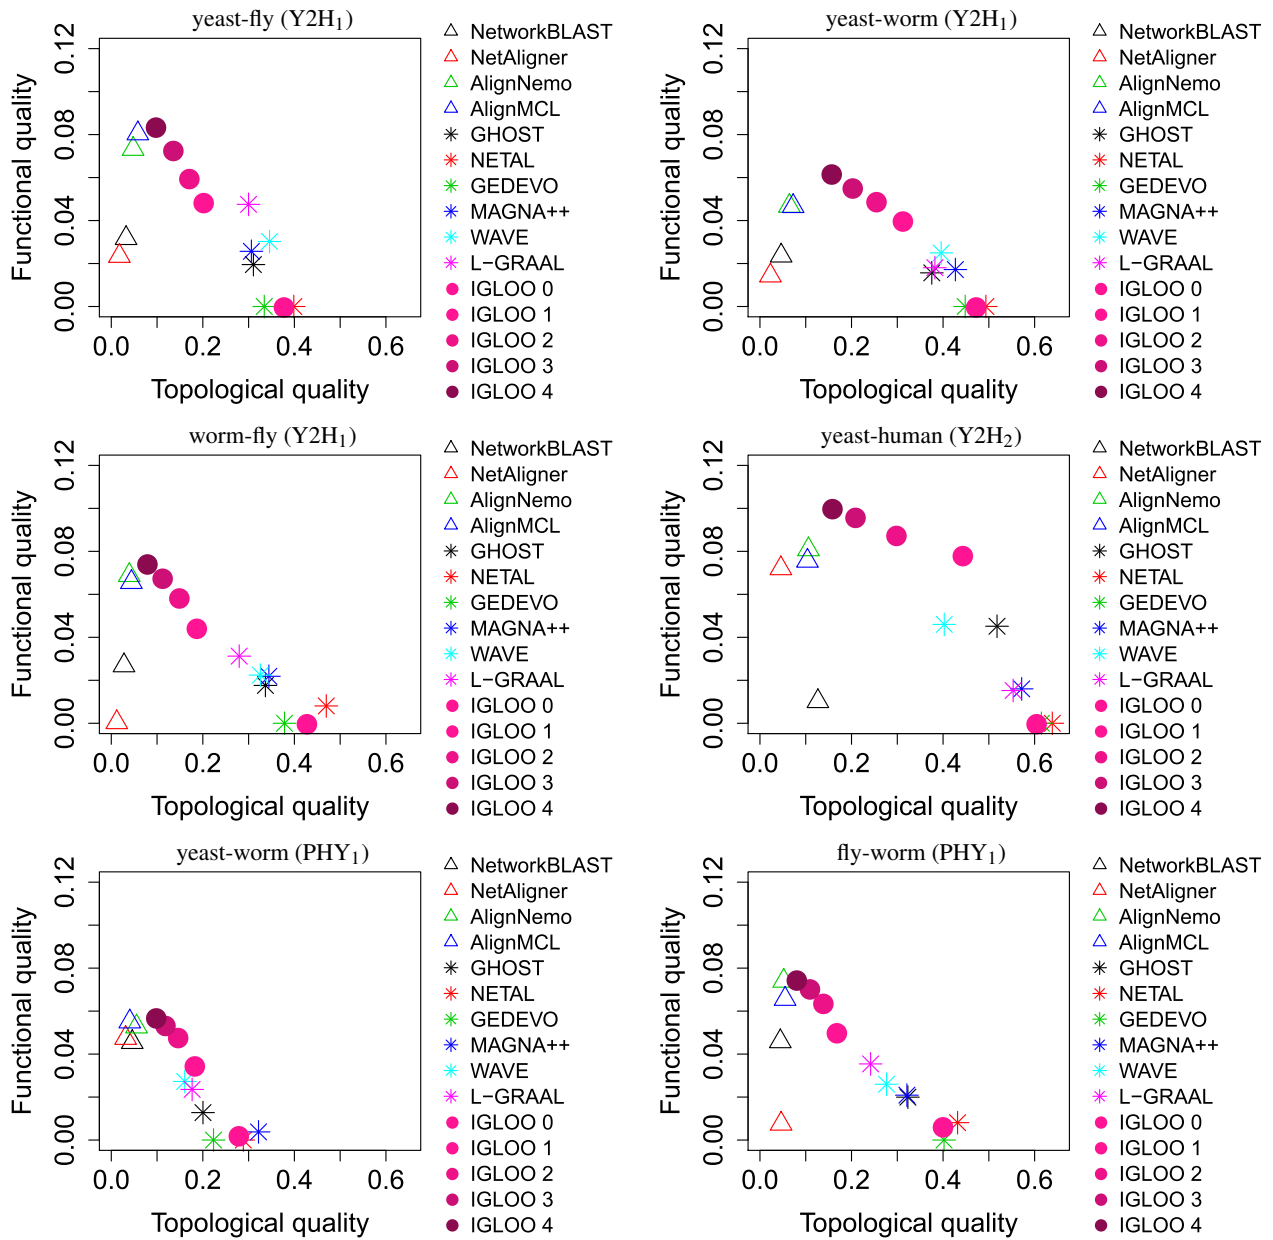 yeast-fly (Y2H1)
0.00 0.04 0.08 0.12
Functional quality
0.0 0.2 0.4 0.6
Topological quality
NetworkBLAST
NetAligner
AlignNemo
AlignMCL
GHOST
NETAL
GEDEVO
MAGNA++
WAVE
L−GRAAL
IGLOO 0
IGLOO 1
IGLOO 2
IGLOO 3
IGLOO 4
yeast-worm (Y2H1)
0.00 0.04 0.08 0.12
Functional quality
0.0 0.2 0.4 0.6
Topological quality
NetworkBLAST
NetAligner
AlignNemo
AlignMCL
GHOST
NETAL
GEDEVO
MAGNA++
WAVE
L−GRAAL
IGLOO 0
IGLOO 1
IGLOO 2
IGLOO 3
IGLOO 4
worm-fly (Y2H1)
0.00 0.04 0.08 0.12
Functional quality
0.0 0.2 0.4 0.6
Topological quality
NetworkBLAST
NetAligner
AlignNemo
AlignMCL
GHOST
NETAL
GEDEVO
MAGNA++
WAVE
L−GRAAL
IGLOO 0
IGLOO 1
IGLOO 2
IGLOO 3
IGLOO 4
yeast-human (Y2H2)
0.00 0.04 0.08 0.12
Functional quality
0.0 0.2 0.4 0.6
Topological quality
NetworkBLAST
NetAligner
AlignNemo
AlignMCL
GHOST
NETAL
GEDEVO
MAGNA++
WAVE
L−GRAAL
IGLOO 0
IGLOO 1
IGLOO 2
IGLOO 3
IGLOO 4
yeast-worm (PHY1)
0.00 0.04 0.08 0.12
Functional quality
0.0 0.2 0.4 0.6
Topological quality
NetworkBLAST
NetAligner
AlignNemo
AlignMCL
GHOST
NETAL
GEDEVO
MAGNA++
WAVE
L−GRAAL
IGLOO 0
IGLOO 1
IGLOO 2
IGLOO 3
IGLOO 4
fly-worm (PHY1)
0.00 0.04 0.08 0.12
Functional quality
0.0 0.2 0.4 0.6
Topological quality
NetworkBLAST
NetAligner
AlignNemo
AlignMCL
GHOST
NETAL
GEDEVO
MAGNA++
WAVE
L−GRAAL
IGLOO 0
IGLOO 1
IGLOO 2
IGLOO 3
IGLOO 4